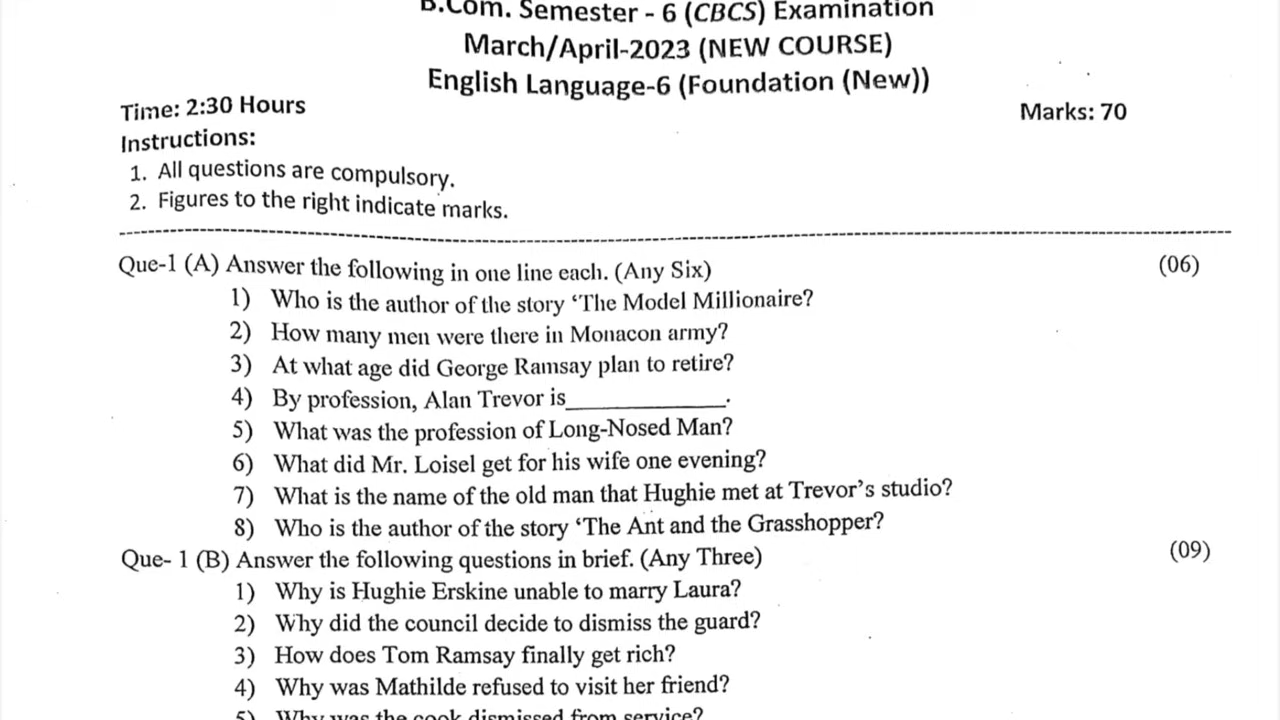 B.Com. Semester - 6 (CBCS) Examination
March/April-2023 (NEW COURSE)
English Language-6 (Foundation (New))
Time: 2:30 Hours
Marks: 70
Instructions:
1. All questions are compulsory.
2. Figures to the right indicate marks.
Que-1 (A) Answer the following in one line each. (Any Six) (06)
1) Who is the author of the story ‘The Model Millionaire?
2) How many men were there in Monacon army?
3) At what age did George Ramsay plan to retire?
4) By profession, Alan Trevor is______________.
5) What was the profession of Long-Nosed Man?
6) What did Mr. Loisel get for his wife one evening?
7) What is the name of the old man that Hughie met at Trevor’s studio?
8) Who is the author of the story ‘The Ant and the Grasshopper?
Que- 1 (B) Answer the following questions in brief. (Any Three) (09)
1) Why is Hughie Erskine unable to marry Laura?
2) Why did the council decide to dismiss the guard?
3) How does Tom Ramsay finally get rich?
4) Why was Mathilde refused to visit her friend?
5) Why was the cook dismissed from service?